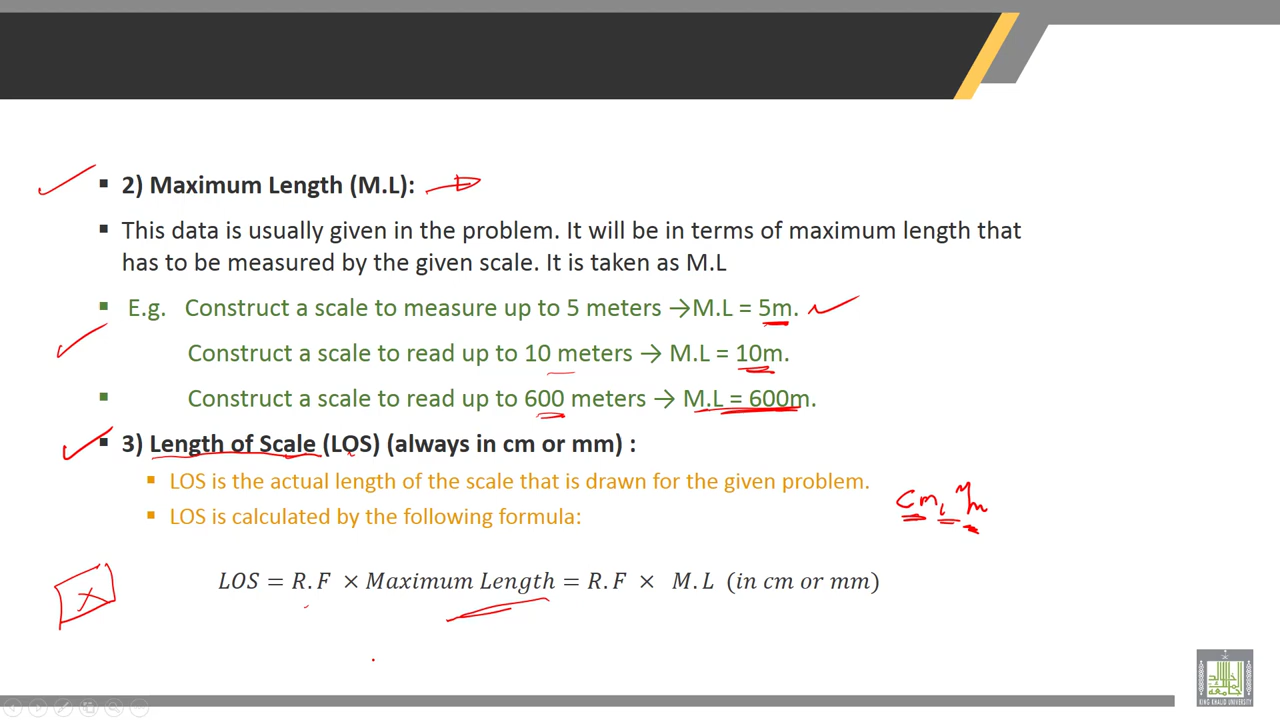 2) Maximum Length (M.L):
This data is usually given in the problem. It will be in terms of maximum length that
has to be measured by the given scale. It is taken as M.L
E.g. Construct a scale to measure up to 5 meters →M.L = 5m.
Construct a scale to read up to 10 meters → M.L = 10m.
Construct a scale to read up to 600 meters → M.L = 600m.
3) Length of Scale (LOS) (always in cm or mm) :
LOS is the actual length of the scale that is drawn for the given problem.
cm, mm
LOS is calculated by the following formula:
LOS = R.F × Maximum Length = R.F × M.L (in cm or mm)
KING KHALID UNIVERSITY